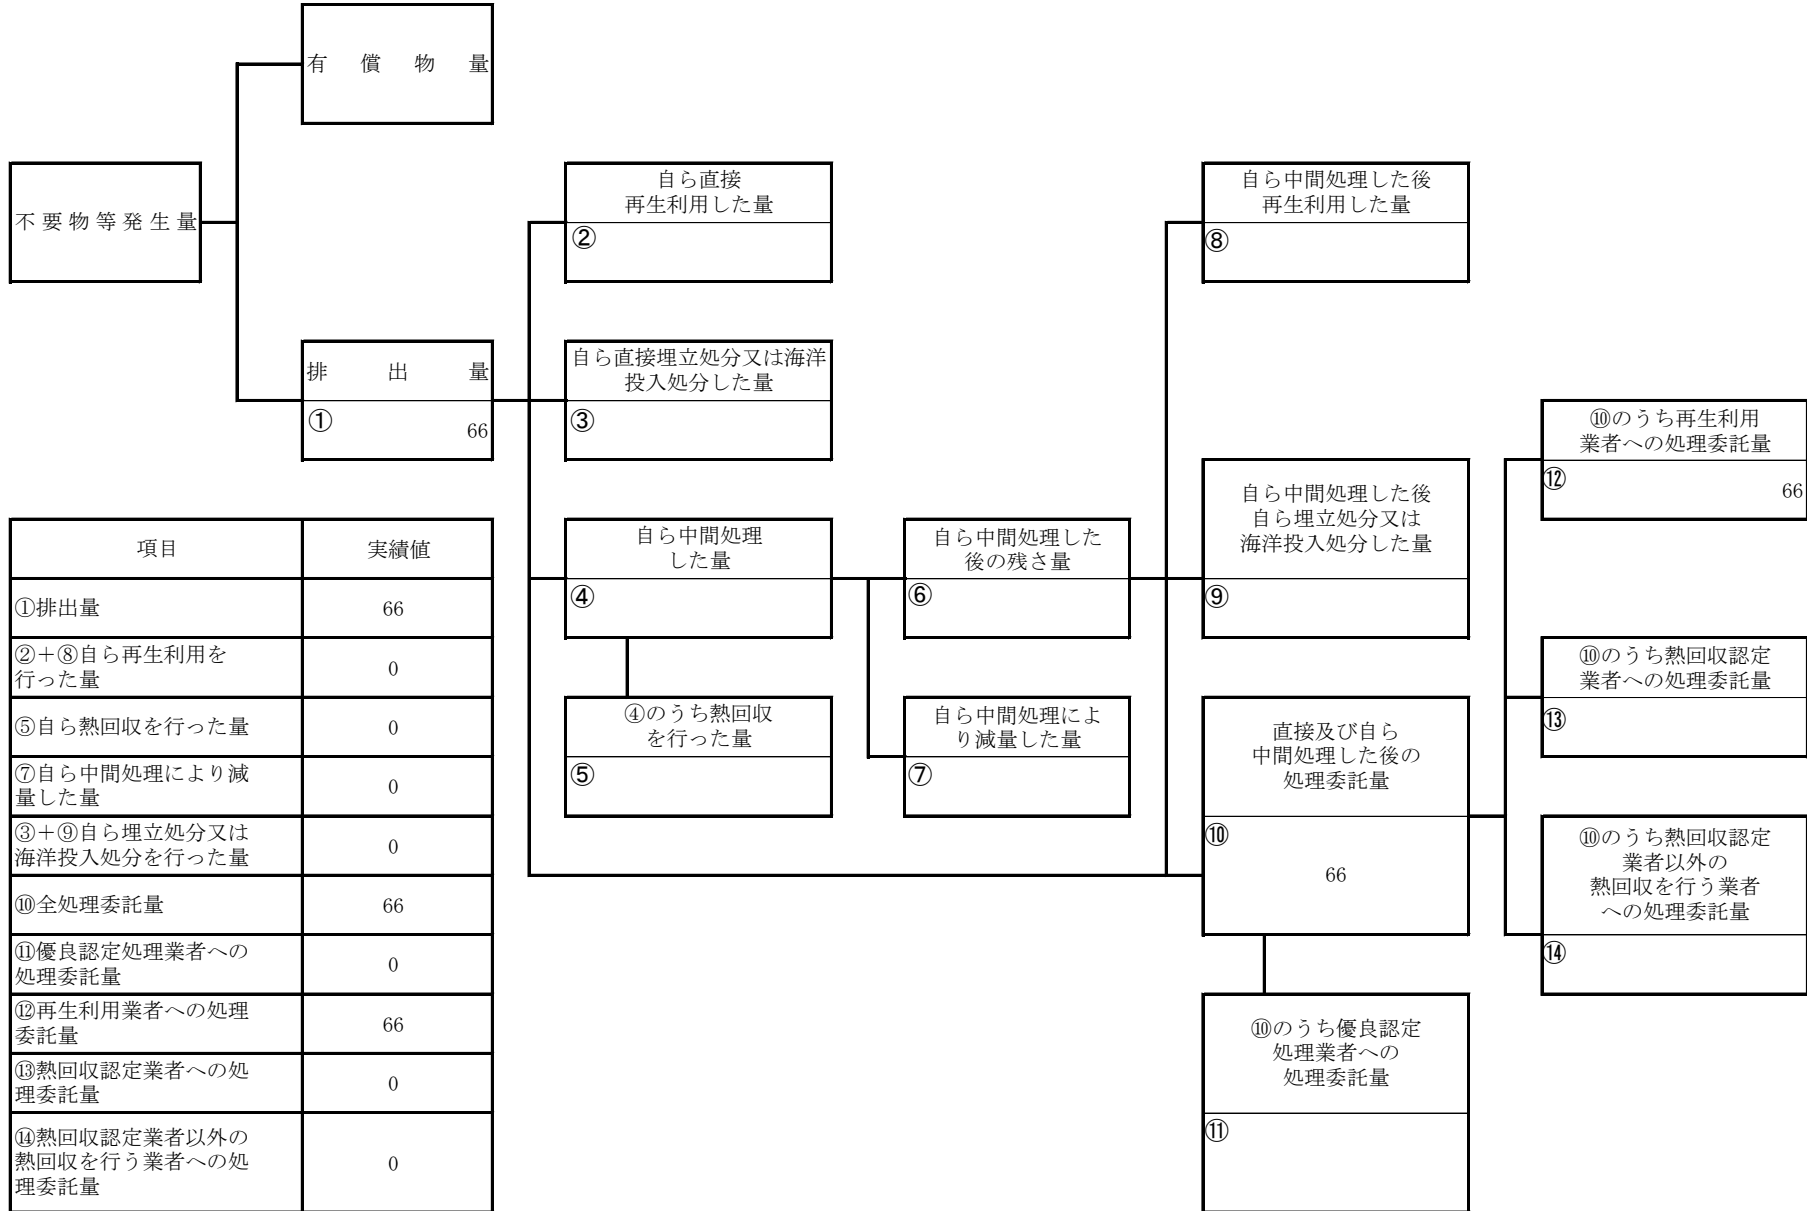 有償物量
不要物等発生量
排出量
① 66
自ら直接
再生利用した量
②
自ら直接埋立処分又は海洋
投入処分した量
③
自ら中間処理
した量
④
④のうち熱回収
を行った量
⑤
自ら中間処理した
後の残さ量
⑥
自ら中間処理によ
り減量した量
⑦
自ら中間処理した後
再生利用した量
⑧
自ら中間処理した後
自ら埋立処分又は
海洋投入処分した量
⑨
直接及び自ら
中間処理した後の
処理委託量
⑩
66
⑩のうち優良認定
処理業者への
処理委託量
⑪
⑩のうち再生利用
業者への処理委託量
⑫ 66
⑩のうち熱回収認定
業者への処理委託量
⑬
⑩のうち熱回収認定
業者以外の
熱回収を行う業者
への処理委託量
⑭
項目 実績値
①排出量 66
②+⑧自ら再生利用を
行った量 0
⑤自ら熱回収を行った量 0
⑦自ら中間処理により減
量した量 0
③+⑨自ら埋立処分又は
海洋投入処分を行った量 0
⑩全処理委託量 66
⑪優良認定処理業者への
処理委託量 0
⑫再生利用業者への処理
委託量 66
⑬熱回収認定業者への処
理委託量 0
⑭熱回収認定業者以外の
熱回収を行う業者への処
理委託量 0